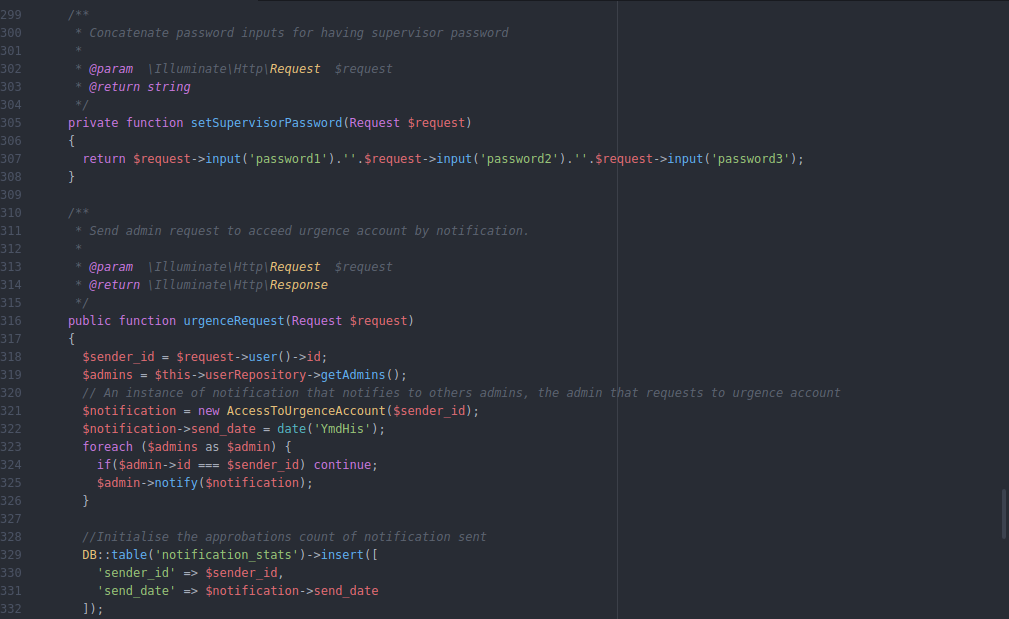 299 /**
300 * Concatenate password inputs for having supervisor password
301 *
302 * @param \Illuminate\Http\Request $request
303 * @return string
304 */
305 private function setSupervisorPassword(Request $request)
306 {
307 return $request->input('password1').''.$request->input('password2').''.$request->input('password3');
308 }
309
310 /**
311 * Send admin request to acceed urgence account by notification.
312 *
313 * @param \Illuminate\Http\Request $request
314 * @return \Illuminate\Http\Response
315 */
316 public function urgenceRequest(Request $request)
317 {
318 $sender_id = $request->user()->id;
319 $admins = $this->userRepository->getAdmins();
320 // An instance of notification that notifies to others admins, the admin that requests to urgence account
321 $notification = new AccessToUrgenceAccount($sender_id);
322 $notification->send_date = date('YmdHis');
323 foreach ($admins as $admin) {
324 if($admin->id === $sender_id) continue;
325 $admin->notify($notification);
326 }
327
328 //Initialise the approbations count of notification sent
329 DB::table('notification_stats')->insert([
330 'sender_id' => $sender_id,
331 'send_date' => $notification->send_date
332 ]);